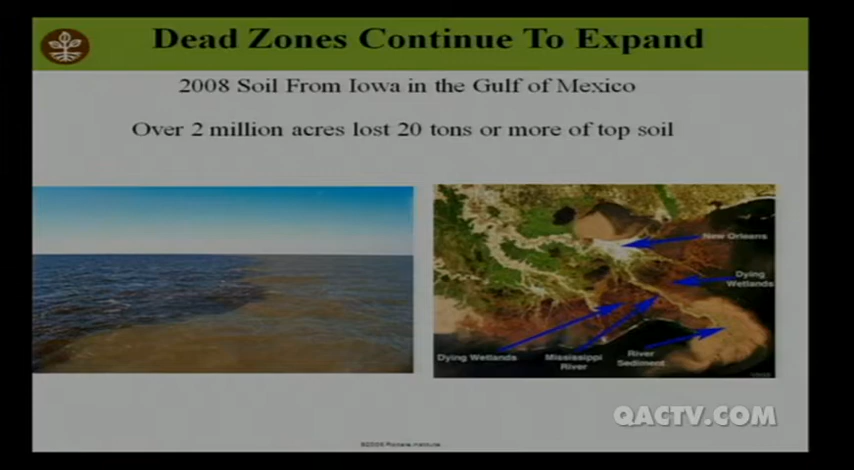 Dead Zones Continue To Expand
2008 Soil From Iowa in the Gulf of Mexico
Over 2 million acres lost 20 tons or more of top soil
New Orleans
Dying
Wetlands
Dying Wetlands
Mississippi
River
River
Sediment
QACTV.COM
Institute